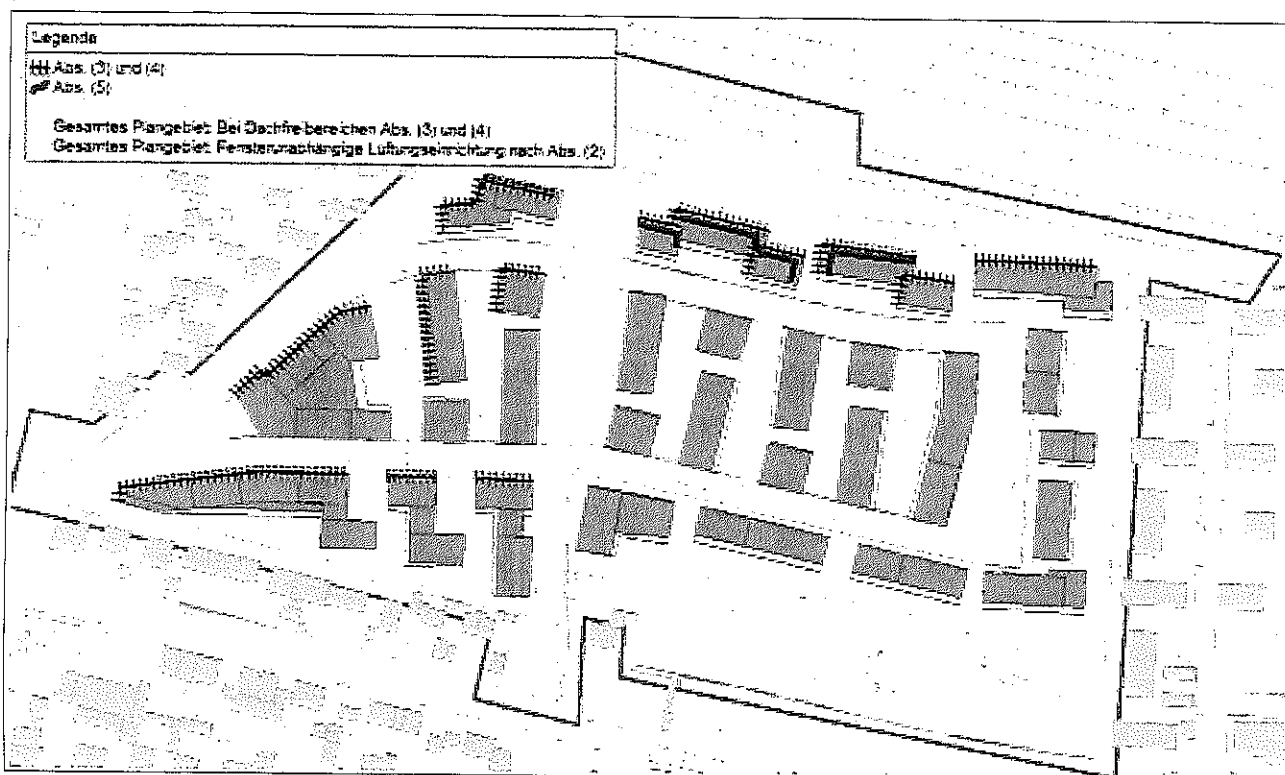 Legende
Abs. (3) und (4)
Abs. (5)
Gesamtes Plangebiet: Bei Dachfreibereichen Abs. (3) und (4)
Gesamtes Plangebiet: Fensterunabhängige Lüftungseinrichtung nach Abs. (2)